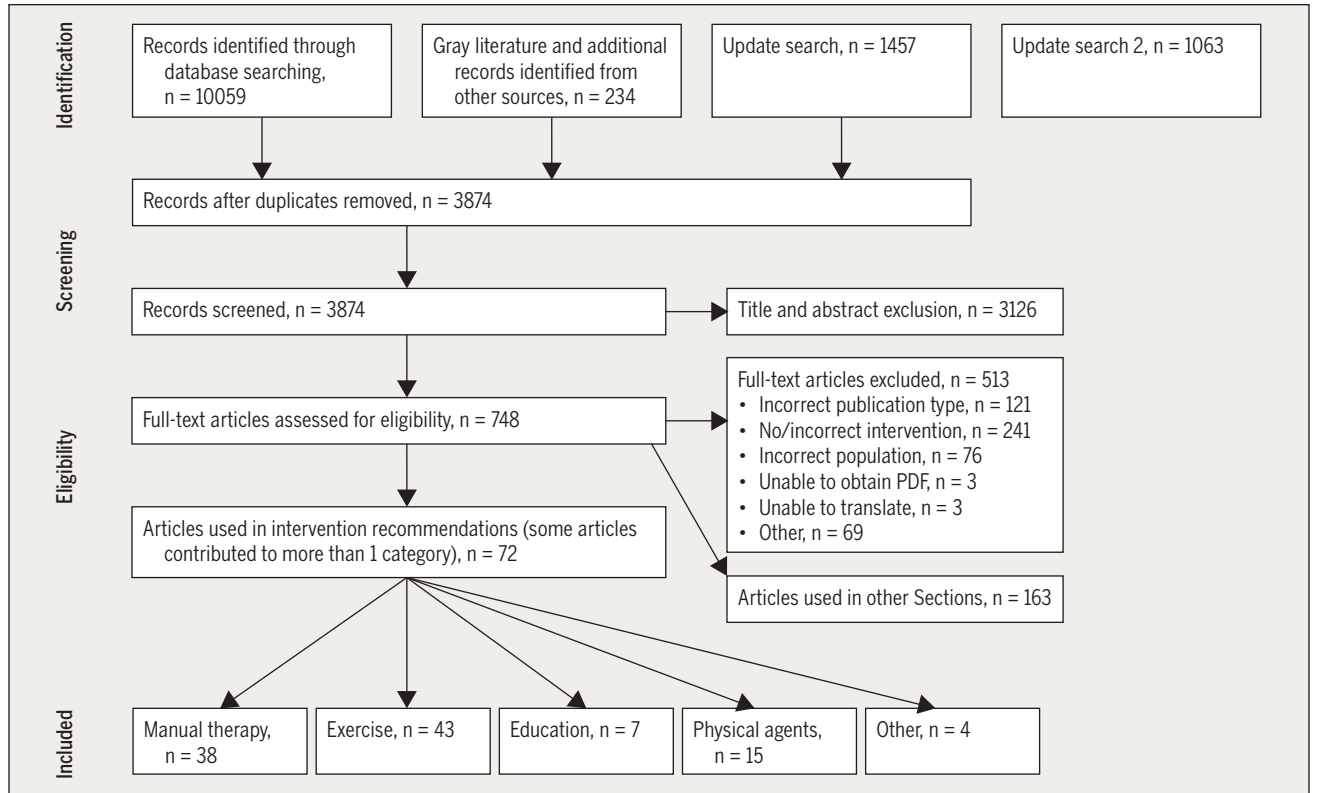 Identification
Records identified through
database searching,
n = 10059
Gray literature and additional
records identified from
other sources, n = 234
Update search, n = 1457
Update search 2, n = 1063
Screening
Records after duplicates removed, n = 3874
Records screened, n = 3874
Title and abstract exclusion, n = 3126
Eligibility
Full-text articles assessed for eligibility, n = 748
Full-text articles excluded, n = 513
• Incorrect publication type, n = 121
• No/incorrect intervention, n = 241
• Incorrect population, n = 76
• Unable to obtain PDF, n = 3
• Unable to translate, n = 3
• Other, n = 69
Articles used in intervention recommendations (some articles
contributed to more than 1 category), n = 72
Articles used in other Sections, n = 163
Included
Manual therapy,
n = 38
Exercise, n = 43
Education, n = 7
Physical agents,
n = 15
Other, n = 4